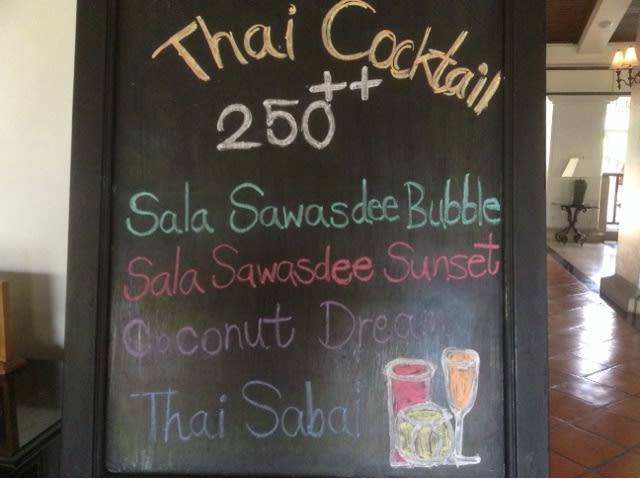 Thai Cocktail
250++
Sala Sawasdee Bubble
Sala Sawasdee Sunset
Coconut Dream
Thai Sabai